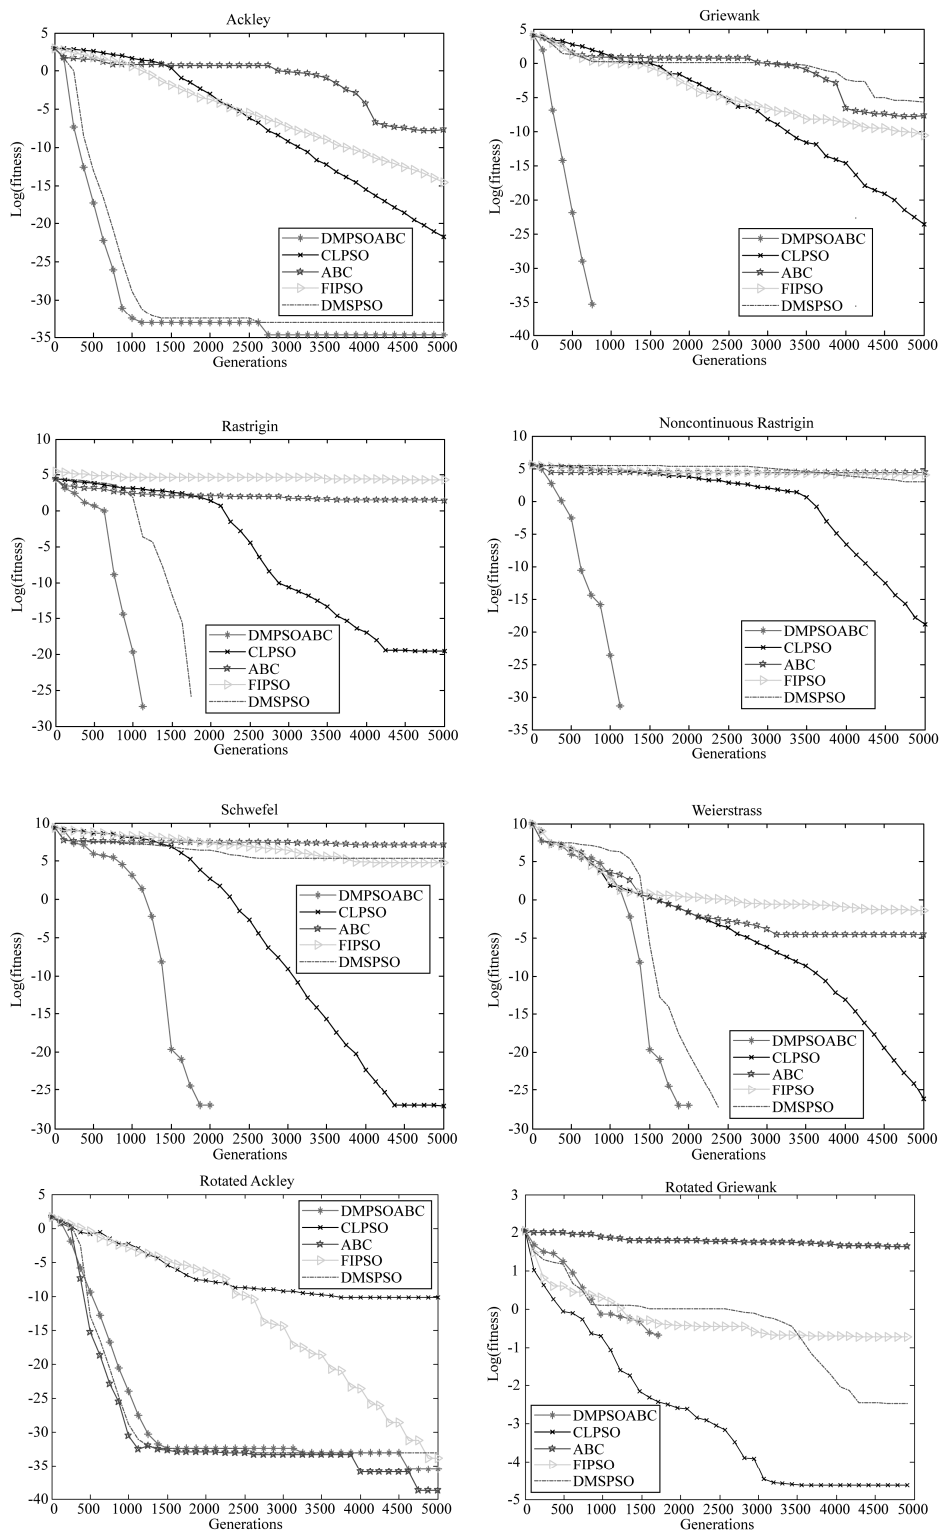 Ackley
5
0
-5
-10
-15
-20
-25
-30
-35
Log(fitness)
DMPSOABC
CLPSO
ABC
FIPSO
DMSPSO
0 500 1000 1500 2000 2500 3000 3500 4000 4500 5000
Generations
Griewank
5
0
-5
-10
-15
-20
-25
-30
-35
-40
Log(fitness)
DMPSOABC
CLPSO
ABC
FIPSO
DMSPSO
0 500 1000 1500 2000 2500 3000 3500 4000 4500 5000
Generations
Rastrigin
10
5
0
-5
-10
-15
-20
-25
-30
Log(fitness)
DMPSOABC
CLPSO
ABC
FIPSO
DMSPSO
0 500 1000 1500 2000 2500 3000 3500 4000 4500 5000
Generations
Noncontinuous Rastrigin
10
5
0
-5
-10
-15
-20
-25
-30
-35
Log(fitness)
DMPSOABC
CLPSO
ABC
FIPSO
DMSPSO
0 500 1000 1500 2000 2500 3000 3500 4000 4500 5000
Generations
Schwefel
10
5
0
-5
-10
-15
-20
-25
-30
Log(fitness)
DMPSOABC
CLPSO
ABC
FIPSO
DMSPSO
0 500 1000 1500 2000 2500 3000 3500 4000 4500 5000
Generations
Weierstrass
10
5
0
-5
-10
-15
-20
-25
-30
Log(fitness)
DMPSOABC
CLPSO
ABC
FIPSO
DMSPSO
0 500 1000 1500 2000 2500 3000 3500 4000 4500 5000
Generations
Rotated Ackley
5
0
-5
-10
-15
-20
-25
-30
-35
-40
Log(fitness)
DMPSOABC
CLPSO
ABC
FIPSO
DMSPSO
0 500 1000 1500 2000 2500 3000 3500 4000 4500 5000
Generations
Rotated Griewank
3
2
1
0
-1
-2
-3
-4
-5
Log(fitness)
DMPSOABC
CLPSO
ABC
FIPSO
DMSPSO
0 500 1000 1500 2000 2500 3000 3500 4000 4500 5000
Generations